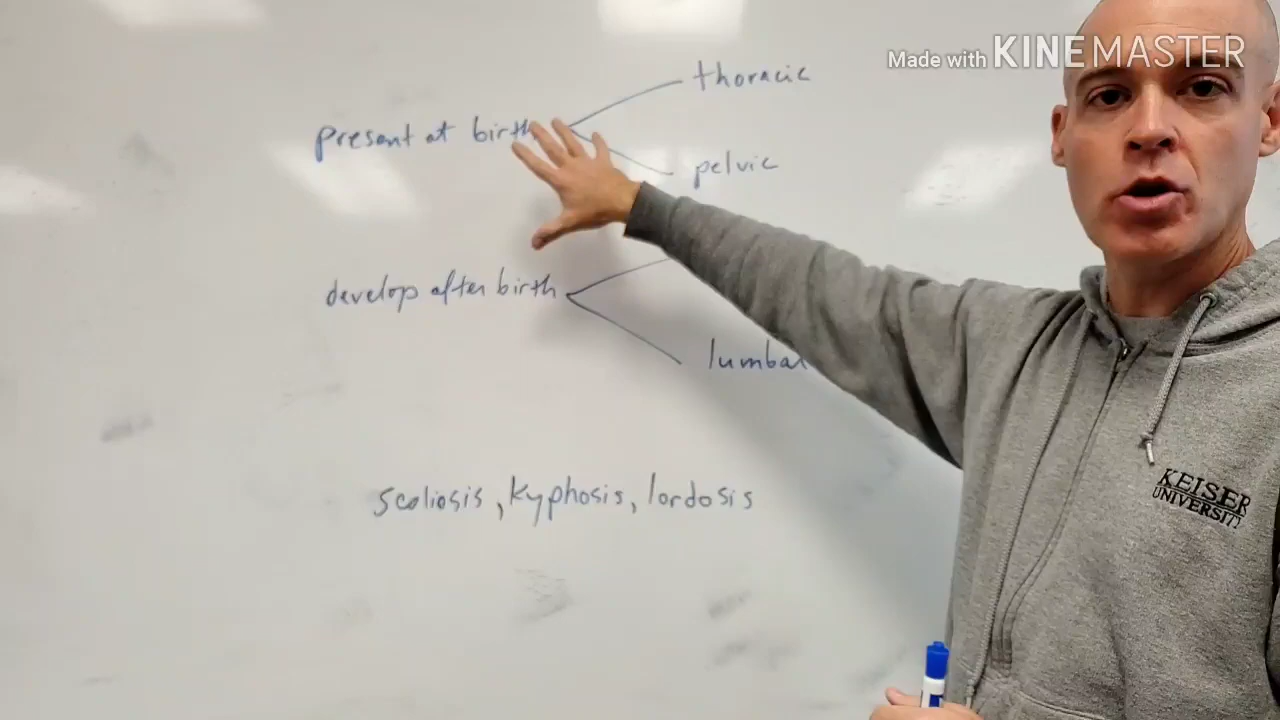 Made with KINEMASTER
thoracic
present at birth
pelvic
develop after birth
lumbar
scoliosis, kyphosis, lordosis
KEISER
UNIVERSITY